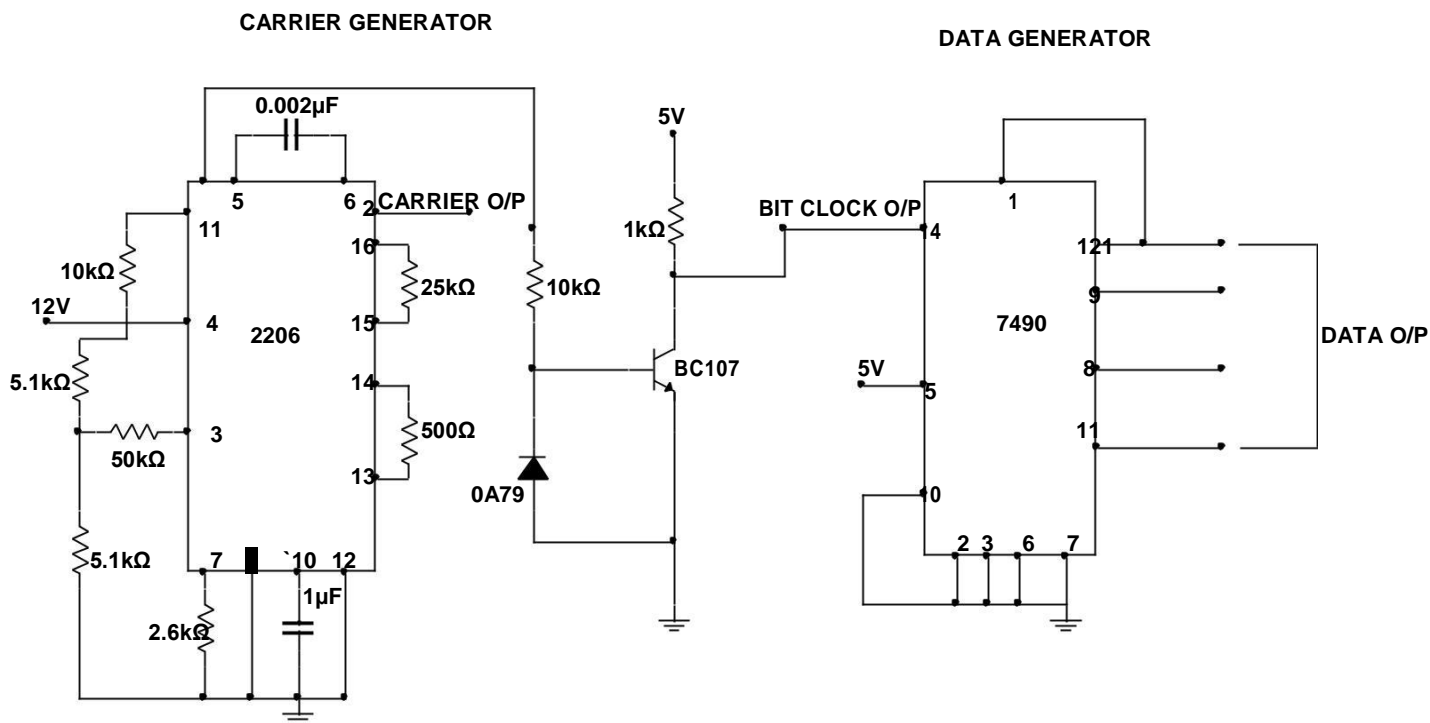 CARRIER GENERATOR
DATA GENERATOR
0.002µF
5V
5
6
2
CARRIER O/P
1
11
1kΩ
BIT CLOCK O/P
4
16
121
10kΩ
25kΩ
10kΩ
9
12V
4
2206
15
7490
DATA O/P
5.1kΩ
14
BC107
5V
5
8
3
500Ω
11
50kΩ
13
0A79
10
5.1kΩ
7
`10
12
2
3
6
7
1µF
2.6kΩ